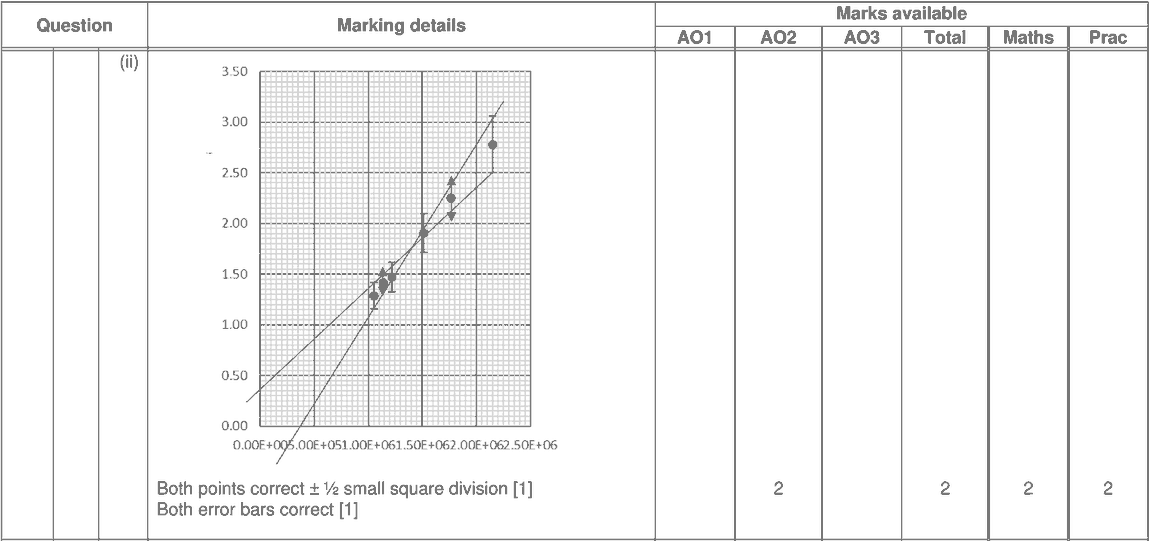 Question Marking details Marks available
AO1 AO2 AO3 Total Maths Prac
(ii)
3.50
3.00
2.50
2.00
1.50
1.00
0.50
0.00
0.00E+005.00E+051.00E+061.50E+062.00E+062.50E+06
Both points correct ± ½ small square division [1] 2 2 2 2
Both error bars correct [1]